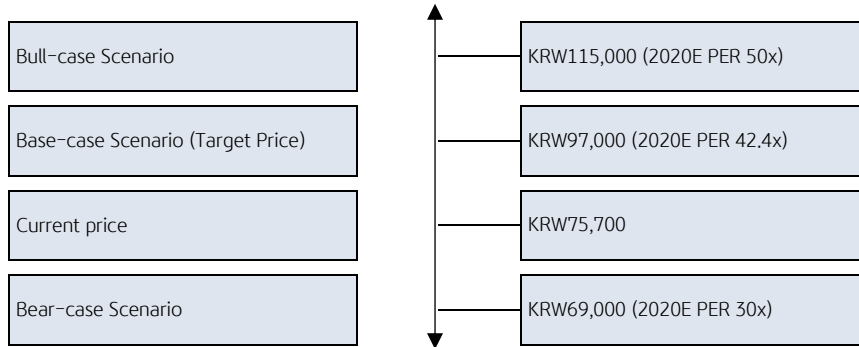 Bull-case Scenario
KRW115,000 (2020E PER 50x)
Base-case Scenario (Target Price)
KRW97,000 (2020E PER 42.4x)
Current price
KRW75,700
Bear-case Scenario
KRW69,000 (2020E PER 30x)